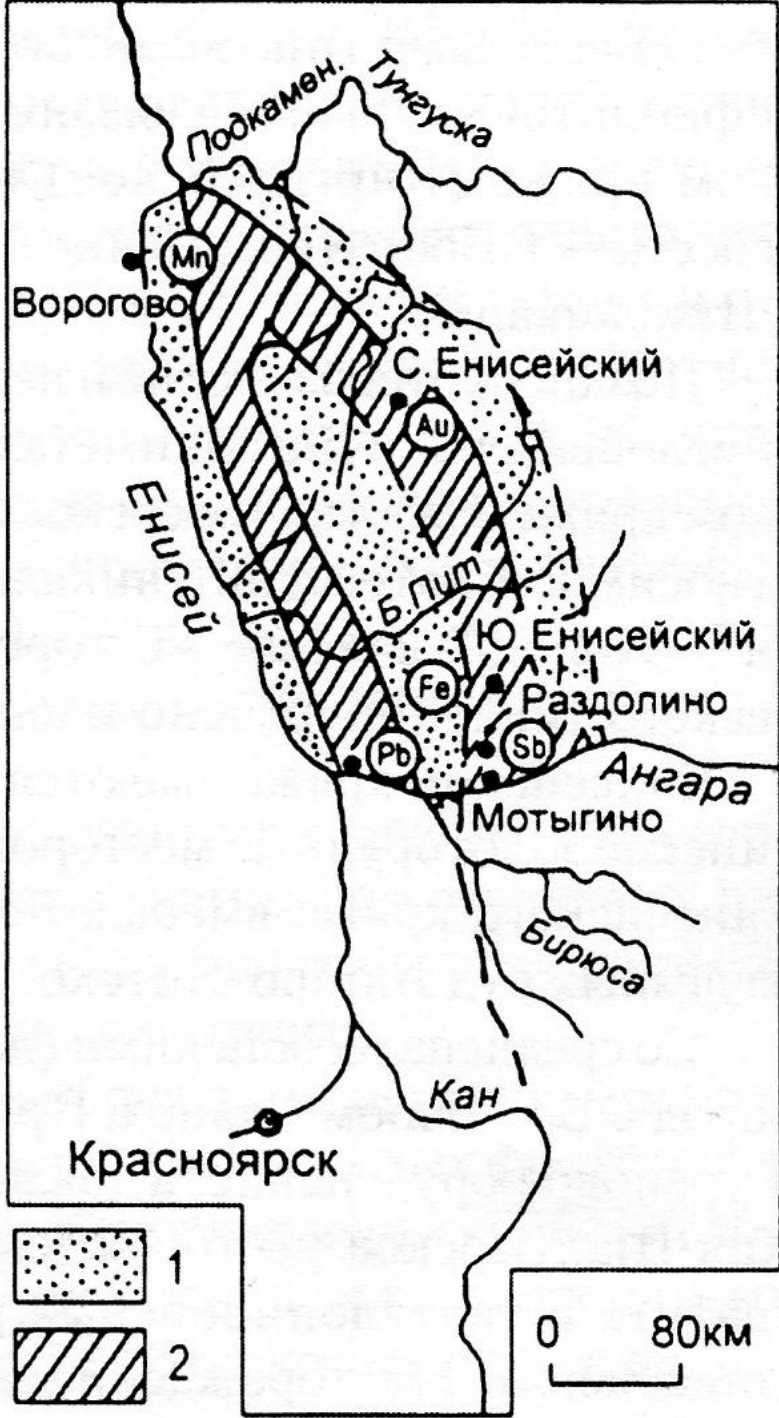 Подкамен. Тунгуска
Mn
Ворогово
С.Енисейский
Au
Енисей
Б.Пит
Ю.Енисейский
Fe
Раздолино
Pb
Sb
Ангара
Мотыгино
Бирюса
Кан
Красноярск
1
2
0 80км